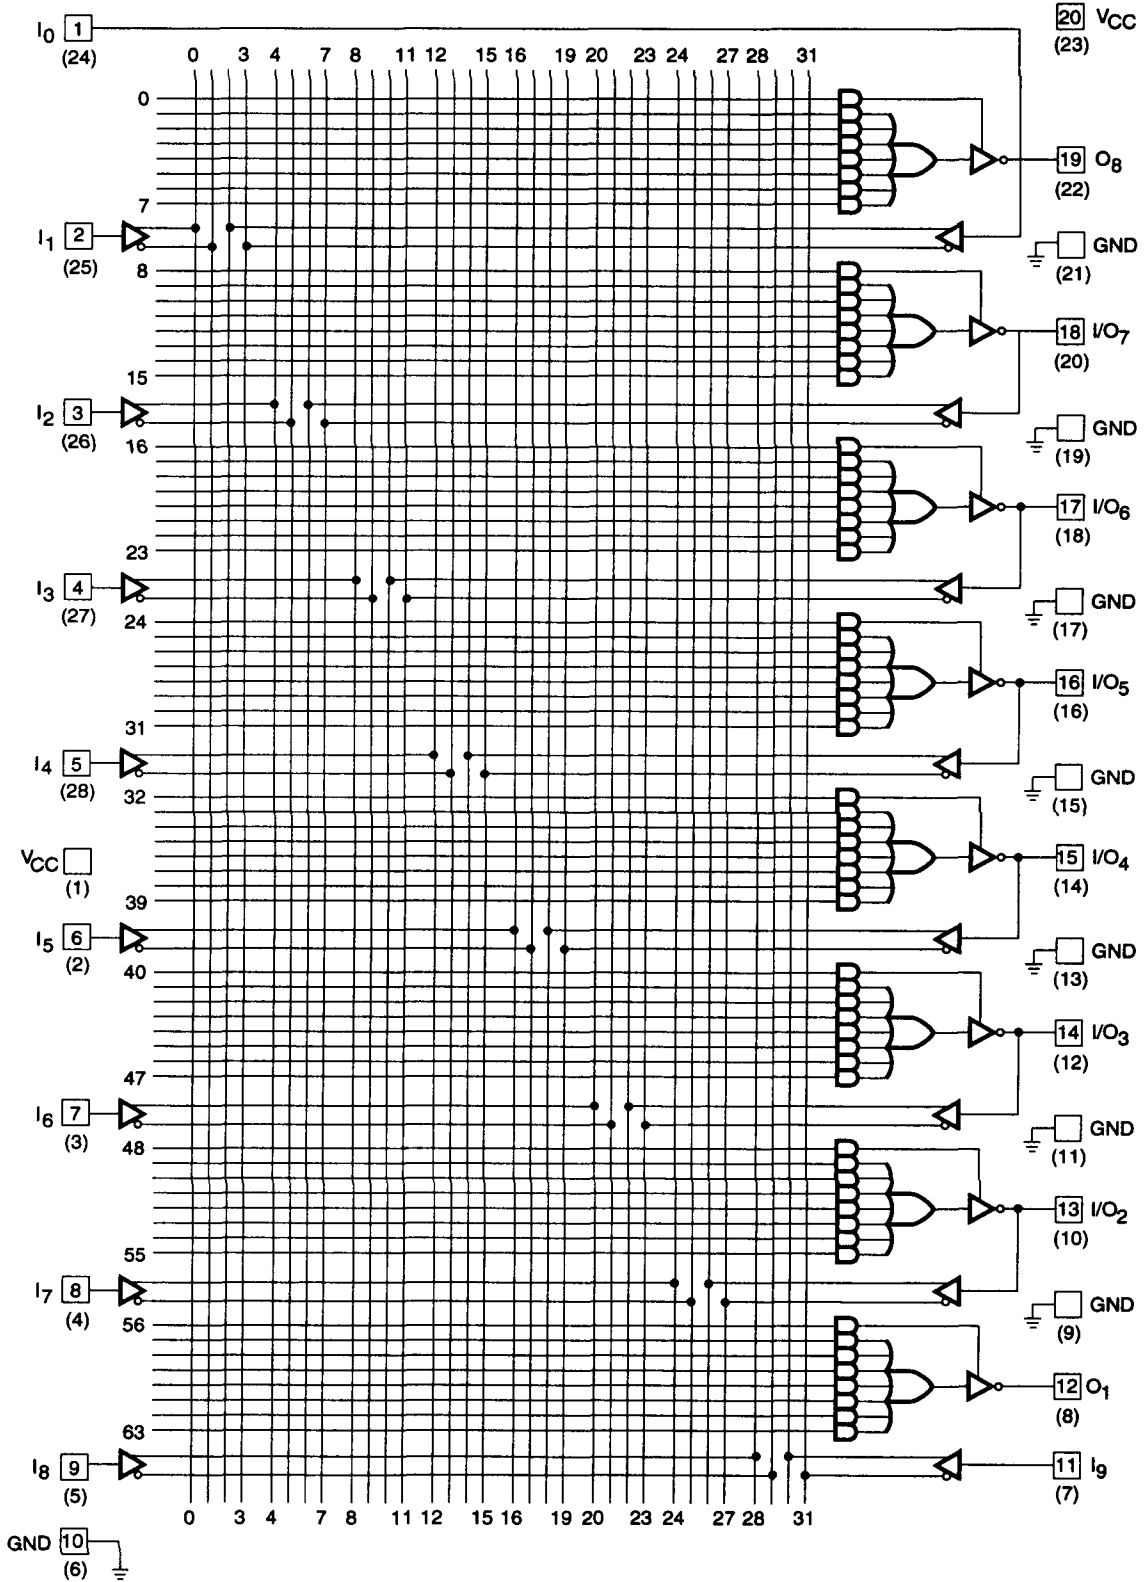 I0 1 20 VCC
(24) (23)
0 3 4 7 8 11 12 15 16 19 20 23 24 27 28 31
0
19 O8
(22)
7
I1 2 GND
(25) (21)
8
18 I/O7
(20)
15
I2 3 GND
(26) (19)
16
17 I/O6
(18)
23
I3 4 GND
(27) (17)
24
16 I/O5
(16)
31
I4 5 GND
(28) (15)
32
VCC 15 I/O4
(1) (14)
39
I5 6 GND
(2) (13)
40
14 I/O3
(12)
47
I6 7 GND
(3) (11)
48
13 I/O2
(10)
55
I7 8 GND
(4) (9)
56
12 O1
(8)
63
I8 9 11 I9
(5) (7)
0 3 4 7 8 11 12 15 16 19 20 23 24 27 28 31
GND 10
(6)